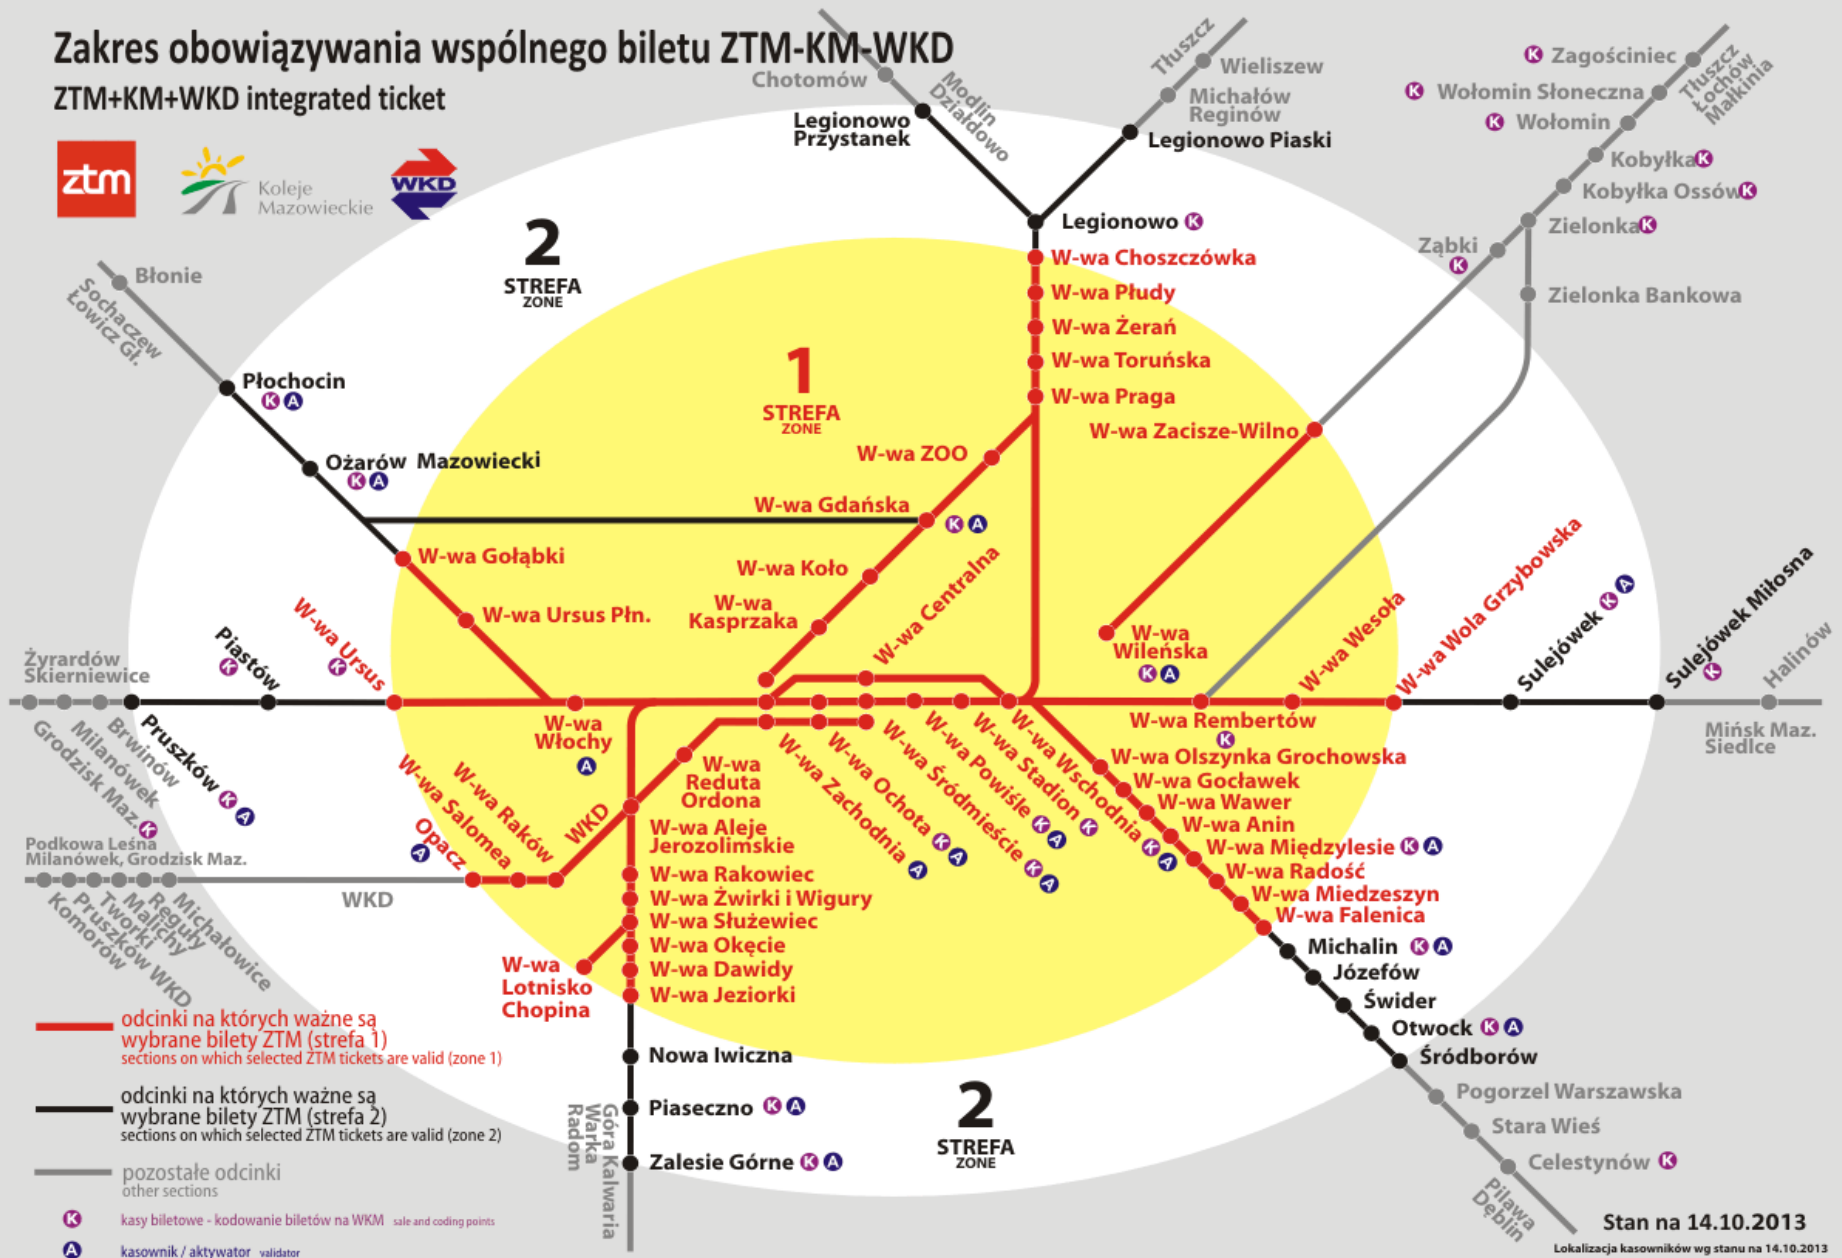 Zakres obowiązywania wspólnego biletu ZTM-KM-WKD
ZTM+KM+WKD integrated ticket
ztm
Koleje
Mazowieckie
WKD
Chotomów
Modlin
Działdowo
Legionowo
Przystanek
Tłuszcz
Wieliszew
Michałów
Reginów
Legionowo Piaski
Legionowo K
K Zagościniec
K Wołomin Słoneczna
K Wołomin
Tłuszcz
Łochów
Małkinia
Kobyłka K
Kobyłka Ossów K
Zielonka K
Ząbki
K
Zielonka Bankowa
2
STREFA
ZONE
1
STREFA
ZONE
W-wa Choszczówka
W-wa Płudy
W-wa Żerań
W-wa Toruńska
W-wa Praga
W-wa Zacisze-Wilno
W-wa ZOO
W-wa Gdańska
K A
W-wa Koło
W-wa
Kasprzaka
W-wa Centralna
Błonie
Sochaczew
Łowicz Gł.
Płochocin
K A
Ożarów Mazowiecki
K A
W-wa Gołąbki
W-wa Ursus Płn.
W-wa Ursus
K
Piastów
K
Żyrardów
Skierniewice
Pruszków K A
Brwinów
Milanówek
Grodzisk Maz. K
W-wa
Włochy
A
W-wa
Wileńska
K A
W-wa Rembertów
K
W-wa Wesoła
W-wa Wola Grzybowska
Sulejówek K A
Sulejówek Miłosna
K
Halinów
Mińsk Maz.
Siedlce
W-wa Zachodnia A
W-wa Ochota K A
W-wa Śródmieście K A
W-wa Powiśle K A
W-wa Stadion K
W-wa Wschodnia K A
W-wa
Reduta
Ordona
WKD
W-wa Raków
W-wa Salomea
Opacz
A
Podkowa Leśna
Milanówek, Grodzisk Maz.
WKD
Michałowice
Reguły
Malichy
Tworki
Pruszków WKD
Komorów
W-wa Aleje
Jerozolimskie
W-wa Rakowiec
W-wa Żwirki i Wigury
W-wa Służewiec
W-wa Okęcie
W-wa Dawidy
W-wa Jeziorki
W-wa
Lotnisko
Chopina
Nowa Iwiczna
Piaseczno K A
Zalesie Górne K A
Góra Kalwaria
Warka
Radom
W-wa Olszynka Grochowska
W-wa Gocławek
W-wa Wawer
W-wa Anin
W-wa Międzylesie K A
W-wa Radość
W-wa Miedzeszyn
W-wa Falenica
Michalin K A
Józefów
Świder
Otwock K A
Śródborów
Pogorzel Warszawska
Stara Wieś
Celestynów K
Pilawa
Dęblin
2
STREFA
ZONE
odcinki na których ważne są
wybrane bilety ZTM (strefa 1)
sections on which selected ZTM tickets are valid (zone 1)
odcinki na których ważne są
wybrane bilety ZTM (strefa 2)
sections on which selected ZTM tickets are valid (zone 2)
pozostałe odcinki
other sections
K kasy biletowe - kodowanie biletów na WKM sale and coding points
A kasownik / aktywator validator
Stan na 14.10.2013
Lokalizacja kasowników wg stanu na 14.10.2013